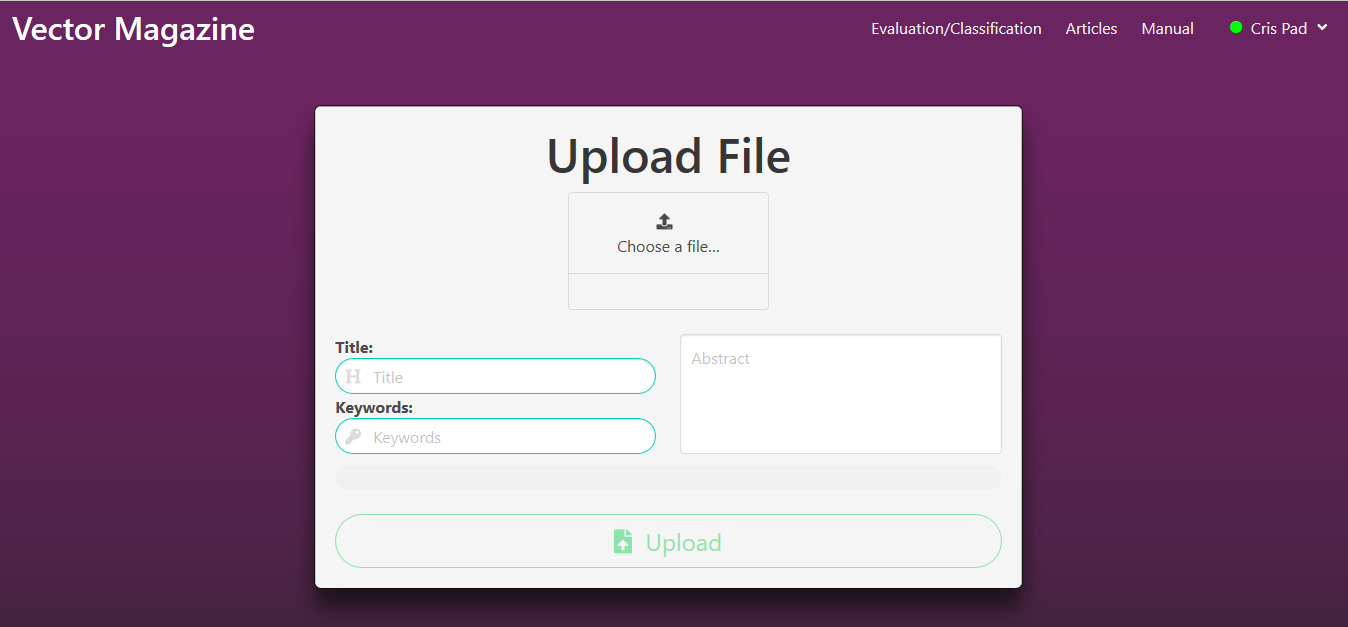 Vector Magazine
Evaluation/Classification Articles Manual Cris Pad
Upload File
Choose a file...
Title:
Title
Keywords:
Keywords
Abstract
Upload